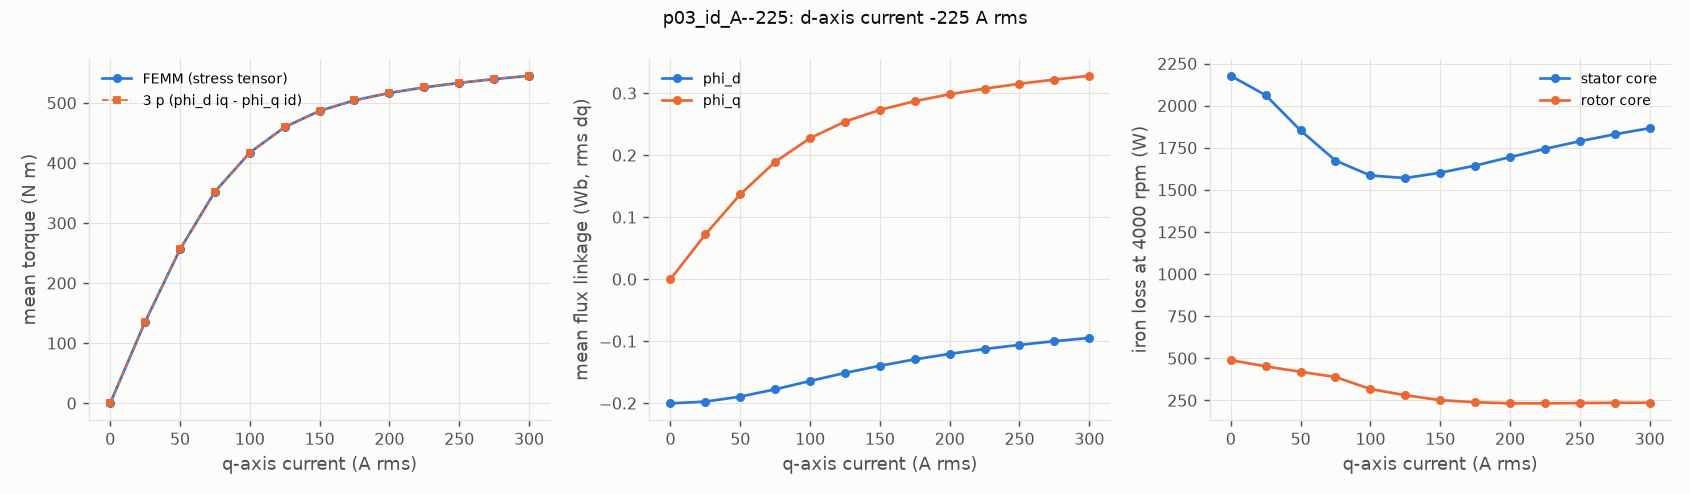 p03_id_A--225: d-axis current -225 A rms
FEMM (stress tensor)
3 p (phi_d iq - phi_q id)
mean torque (N m)
500
400
300
200
100
0
0 50 100 150 200 250 300
q-axis current (A rms)
phi_d
phi_q
mean flux linkage (Wb, rms dq)
0.3
0.2
0.1
0.0
−0.1
−0.2
0 50 100 150 200 250 300
q-axis current (A rms)
stator core
rotor core
iron loss at 4000 rpm (W)
2250
2000
1750
1500
1250
1000
750
500
250
0 50 100 150 200 250 300
q-axis current (A rms)